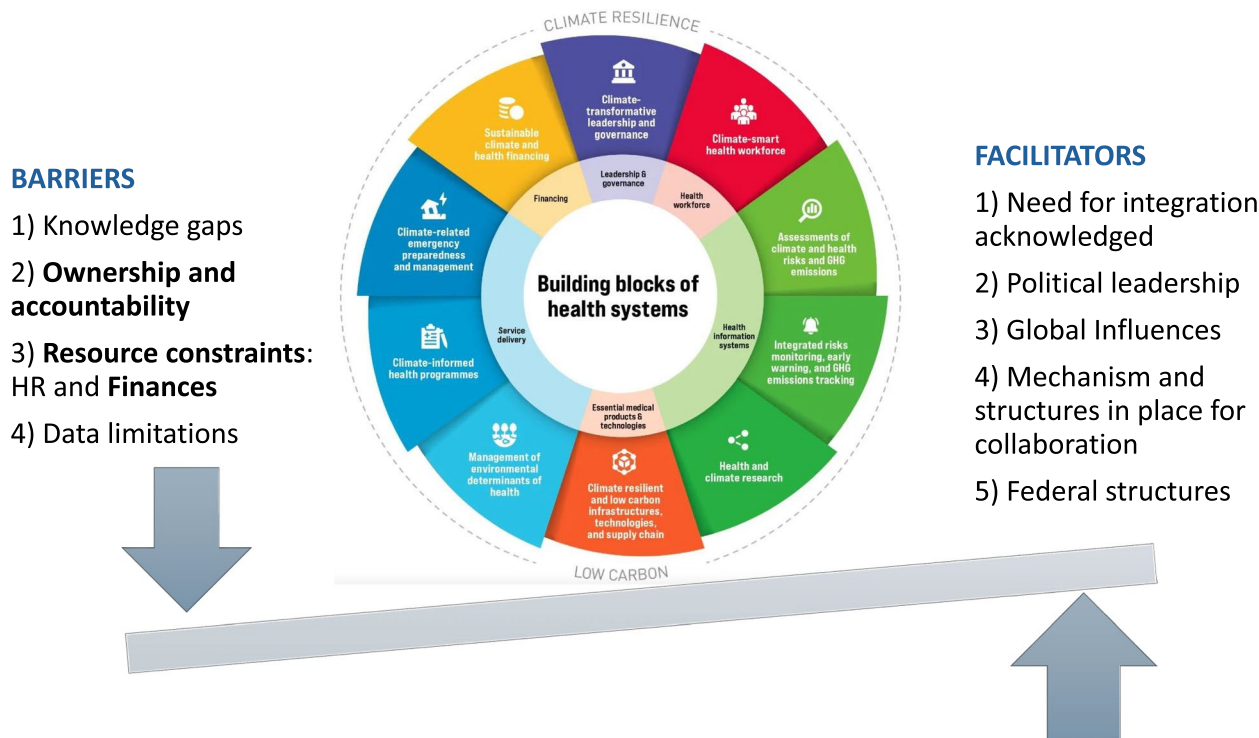 BARRIERS
1) Knowledge gaps
2) Ownership and
accountability
3) Resource constraints:
HR and Finances
4) Data limitations
CLIMATE RESILIENCE
Climate-
transformative
leadership and
governance
Climate-smart
health workforce
Assessments of
climate and health
risks and GHG
emissions
Integrated risks
monitoring, early
warning, and GHG
emissions tracking
Health and
climate research
Climate resilient
and low carbon
infrastructures,
technologies,
and supply chain
Management of
environmental
determinants of
health
Climate-informed
health programmes
Climate-related
emergency
preparedness
and management
Sustainable
climate and
health financing
Leadership &
governance
Health
workforce
Health
information
systems
Essential medical
products &
technologies
Service
delivery
Financing
Building blocks of
health systems
LOW CARBON
FACILITATORS
1) Need for integration
acknowledged
2) Political leadership
3) Global Influences
4) Mechanism and
structures in place for
collaboration
5) Federal structures